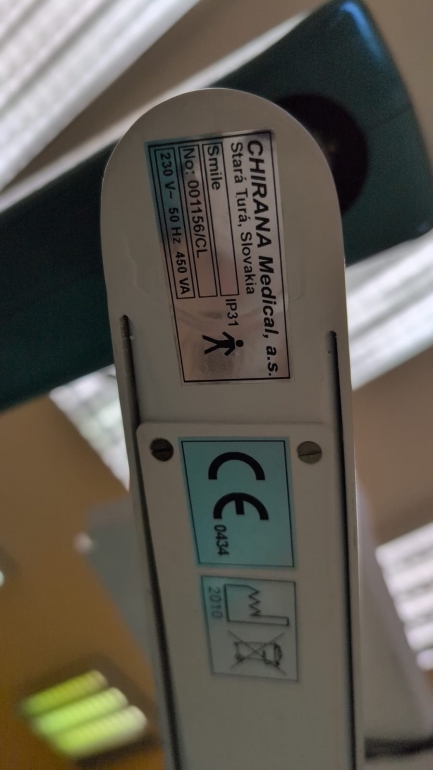 CHIRANA Medical, a.s.
Stará Turá, Slovakia
Smile
IP31
No: 001156/CL
230 V~ 50 Hz 450 VA
CE
0434
2010